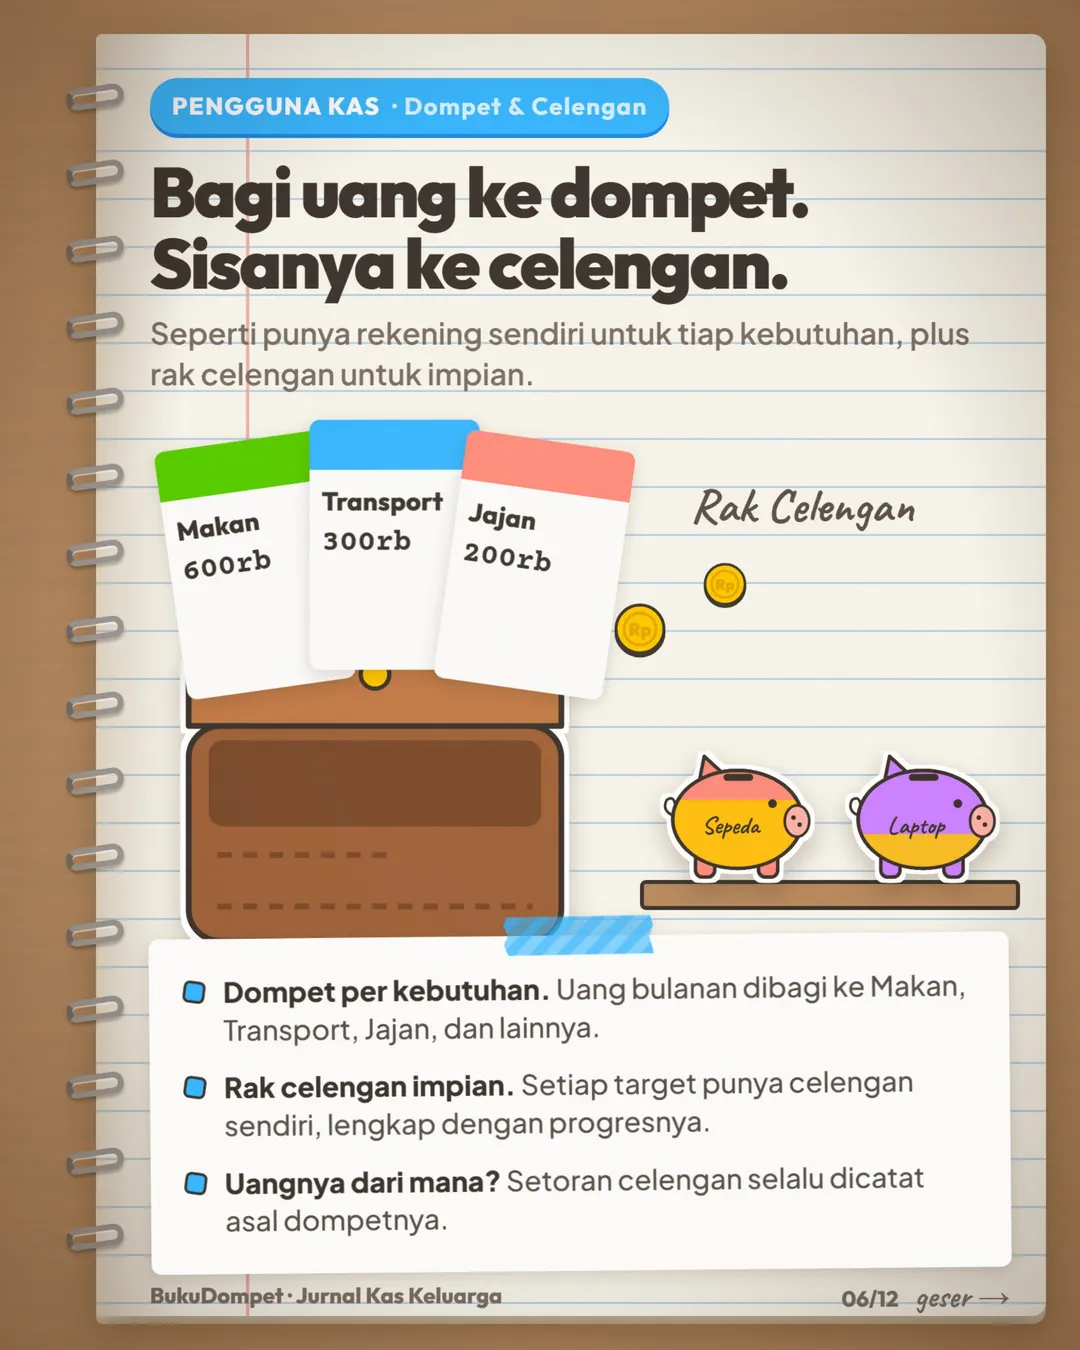 PENGGUNA KAS · Dompet & Celengan
Bagi uang ke dompet.
Sisanya ke celengan.
Seperti punya rekening sendiri untuk tiap kebutuhan, plus
rak celengan untuk impian.
Makan
600rb
Transport
300rb
Jajan
200rb
Rak Celengan
Rp
Rp
Sepeda
Laptop
Dompet per kebutuhan. Uang bulanan dibagi ke Makan,
Transport, Jajan, dan lainnya.
Rak celengan impian. Setiap target punya celengan
sendiri, lengkap dengan progresnya.
Uangnya dari mana? Setoran celengan selalu dicatat
asal dompetnya.
BukuDompet · Jurnal Kas Keluarga
06/12 geser →